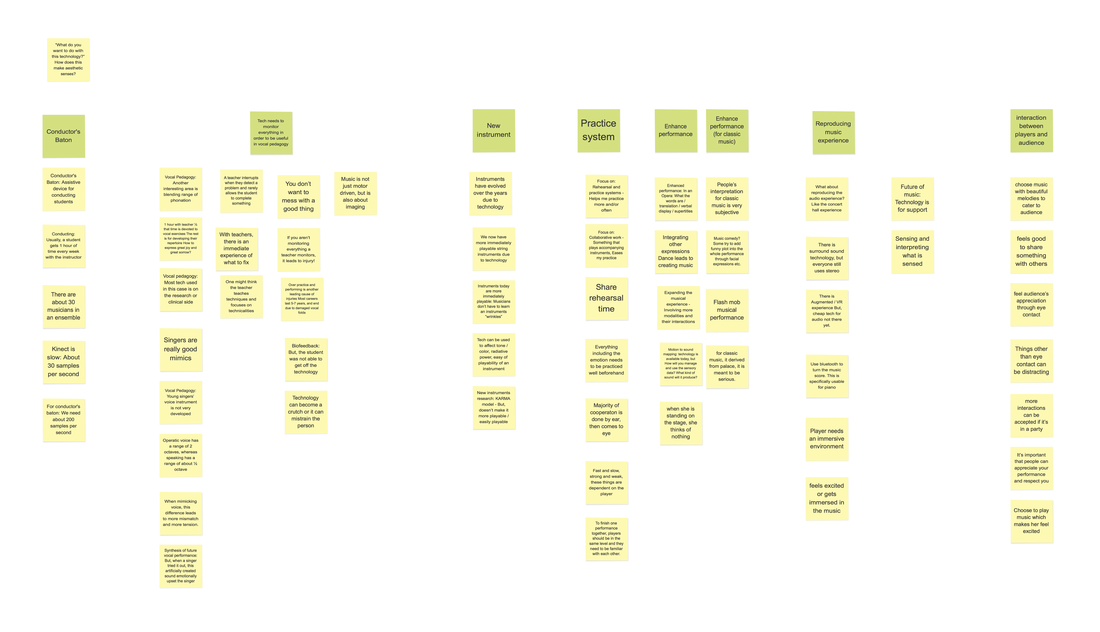 "What do you
want to do with
this technology?"
How does this
make aesthetic
senses?
Conductor's
Baton
Conductor's
Baton: Assistive
device for
conducting
students
Conducting:
Usually, a student
gets 1 hour of
time every week
with the instructor
There are
about 30
musicians in
an ensemble
Kinect is
slow: About
30 samples
per second
For conductor's
baton: We need
about 200
samples per
second
Tech needs to
monitor
everything in
order to be useful
in vocal pedagogy
Vocal Pedagogy:
Another
interesting area is
blending range of
phonation
1 hour with teacher ½
that time is devoted to
vocal exercises The rest
is for developing their
repertoire How to
express great joy and
great sorrow?
Vocal pedagogy:
Most tech used
in this case is on
the research or
clinical side
Singers are
really good
mimics
Vocal Pedagogy:
Young singers'
voice instrument
is not very
developed
Operatic voice has
a range of 2
octaves, whereas
speaking has a
range of about ½
octave
When mimicking
voice, this
difference leads
to more mismatch
and more tension.
Synthesis of future
vocal performance:
But, when a singer
tried it out, this
artificially created
sound emotionally
upset the singer
A teacher interrupts
when they detect a
problem and rarely
allows the student
to complete
something
With teachers,
there is an
immediate
experience of
what to fix
One might think
the teacher
teaches
techniques and
focuses on
technicalities
You don't
want to
mess with a
good thing
If you aren't
monitoring
everything a
teacher monitors,
it leads to injury!
Over practice and
performing is another
leading cause of
injuries Most careers
last 5-7 years, and end
due to damaged vocal
folds
Biofeedback:
But, the student
was not able to
get off the
technology
Technology
can become a
crutch or it can
mistrain the
person
Music is not
just motor
driven, but is
also about
imaging
New
instrument
Instruments
have evolved
over the years
due to
technology
We now have
more immediately
playable string
instruments due to
technology
Instruments today
are more immediately
playable: Musicians
don't have to learn
an instruments
"wrinkles"
Tech can be used
to affect tone /
color, radiative
power, easy of
playability of an
instrument
New instruments
research: KARMA
model - But,
doesn't make it
more playable /
easily playable
Practice
system
Focus on:
Rehearsal and
practice systems -
Helps me practice
more and/or
often
Focus on:
Collaborative work -
Something that
plays accompanying
instruments, Eases
my practice
Share
rehearsal
time
Everything
including the
emotion needs to
be practiced well
beforehand
Majority of
cooperation is
done by ear,
then comes to
eye
Fast and slow,
strong and weak,
these things are
dependent on the
player
To finish one
performance
together, players
should be in the
same level and they
need to be familiar
with each other.
Enhance
performance
Enhanced
performance: In an
Opera: What the
words are /
translation / verbal
display / supertitles
Integrating
other
expressions
Dance leads to
creating music
Expanding the
musical experience -
Involving more
modalities and their
interactions
Motion to sound
mapping: technology is
available today, but
How will you manage
and use the sensory
data? What kind of
sound will it produce?
when she is
standing on
the stage, she
thinks of
nothing
Enhance
performance
(for classic
music)
People's
interpretation
for classic
music is very
subjective
Music comedy?
Some try to add
funny plot into the
whole performance
through facial
expressions etc.
Flash mob
musical
performance
for classic
music, it derived
from palace, it is
meant to be
serious.
Reproducing
music
experience
What about
reproducing the
audio experience?
Like the concert
hall experience
There is
surround sound
technology, but
everyone still
uses stereo
There is
Augmented / VR
experience But,
cheap tech for
audio not there
yet.
Use bluetooth to
turn the music
score. This is
specifically usable
for piano
Player needs
an immersive
environment
feels excited
or gets
immersed in
the music
Future of
music:
Technology is
for support
Sensing and
interpreting
what is
sensed
interaction
between
players and
audience
choose music
with beautiful
melodies to
cater to
audience
feels good
to share
something
with others
feel audience's
appreciation
through eye
contact
Things other
than eye
contact can be
distracting
more
interactions
can be
accepted if it's
in a party
It's important
that people can
appreciate your
performance
and respect you
Choose to play
music which
makes her feel
excited